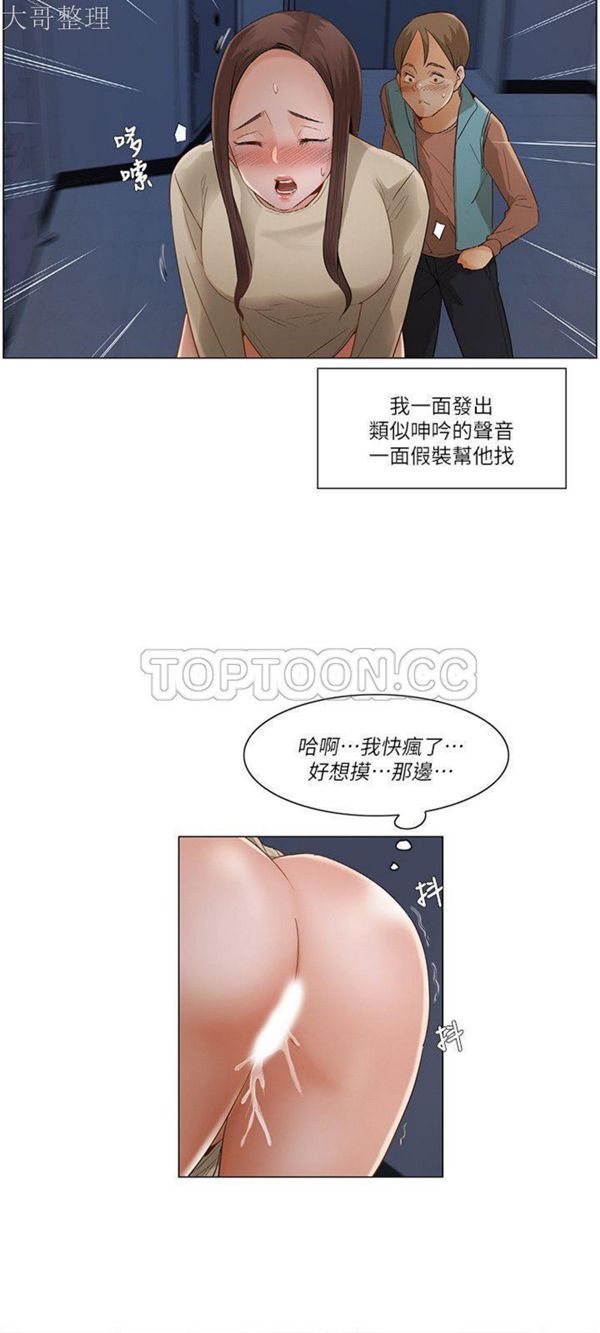 大哥整理
哆
嗦
我一面發出
類似呻吟的聲音
一面假裝幫他找
TOPTOON.CC
哈啊…我快瘋了…
好想摸…那邊…
抖
抖